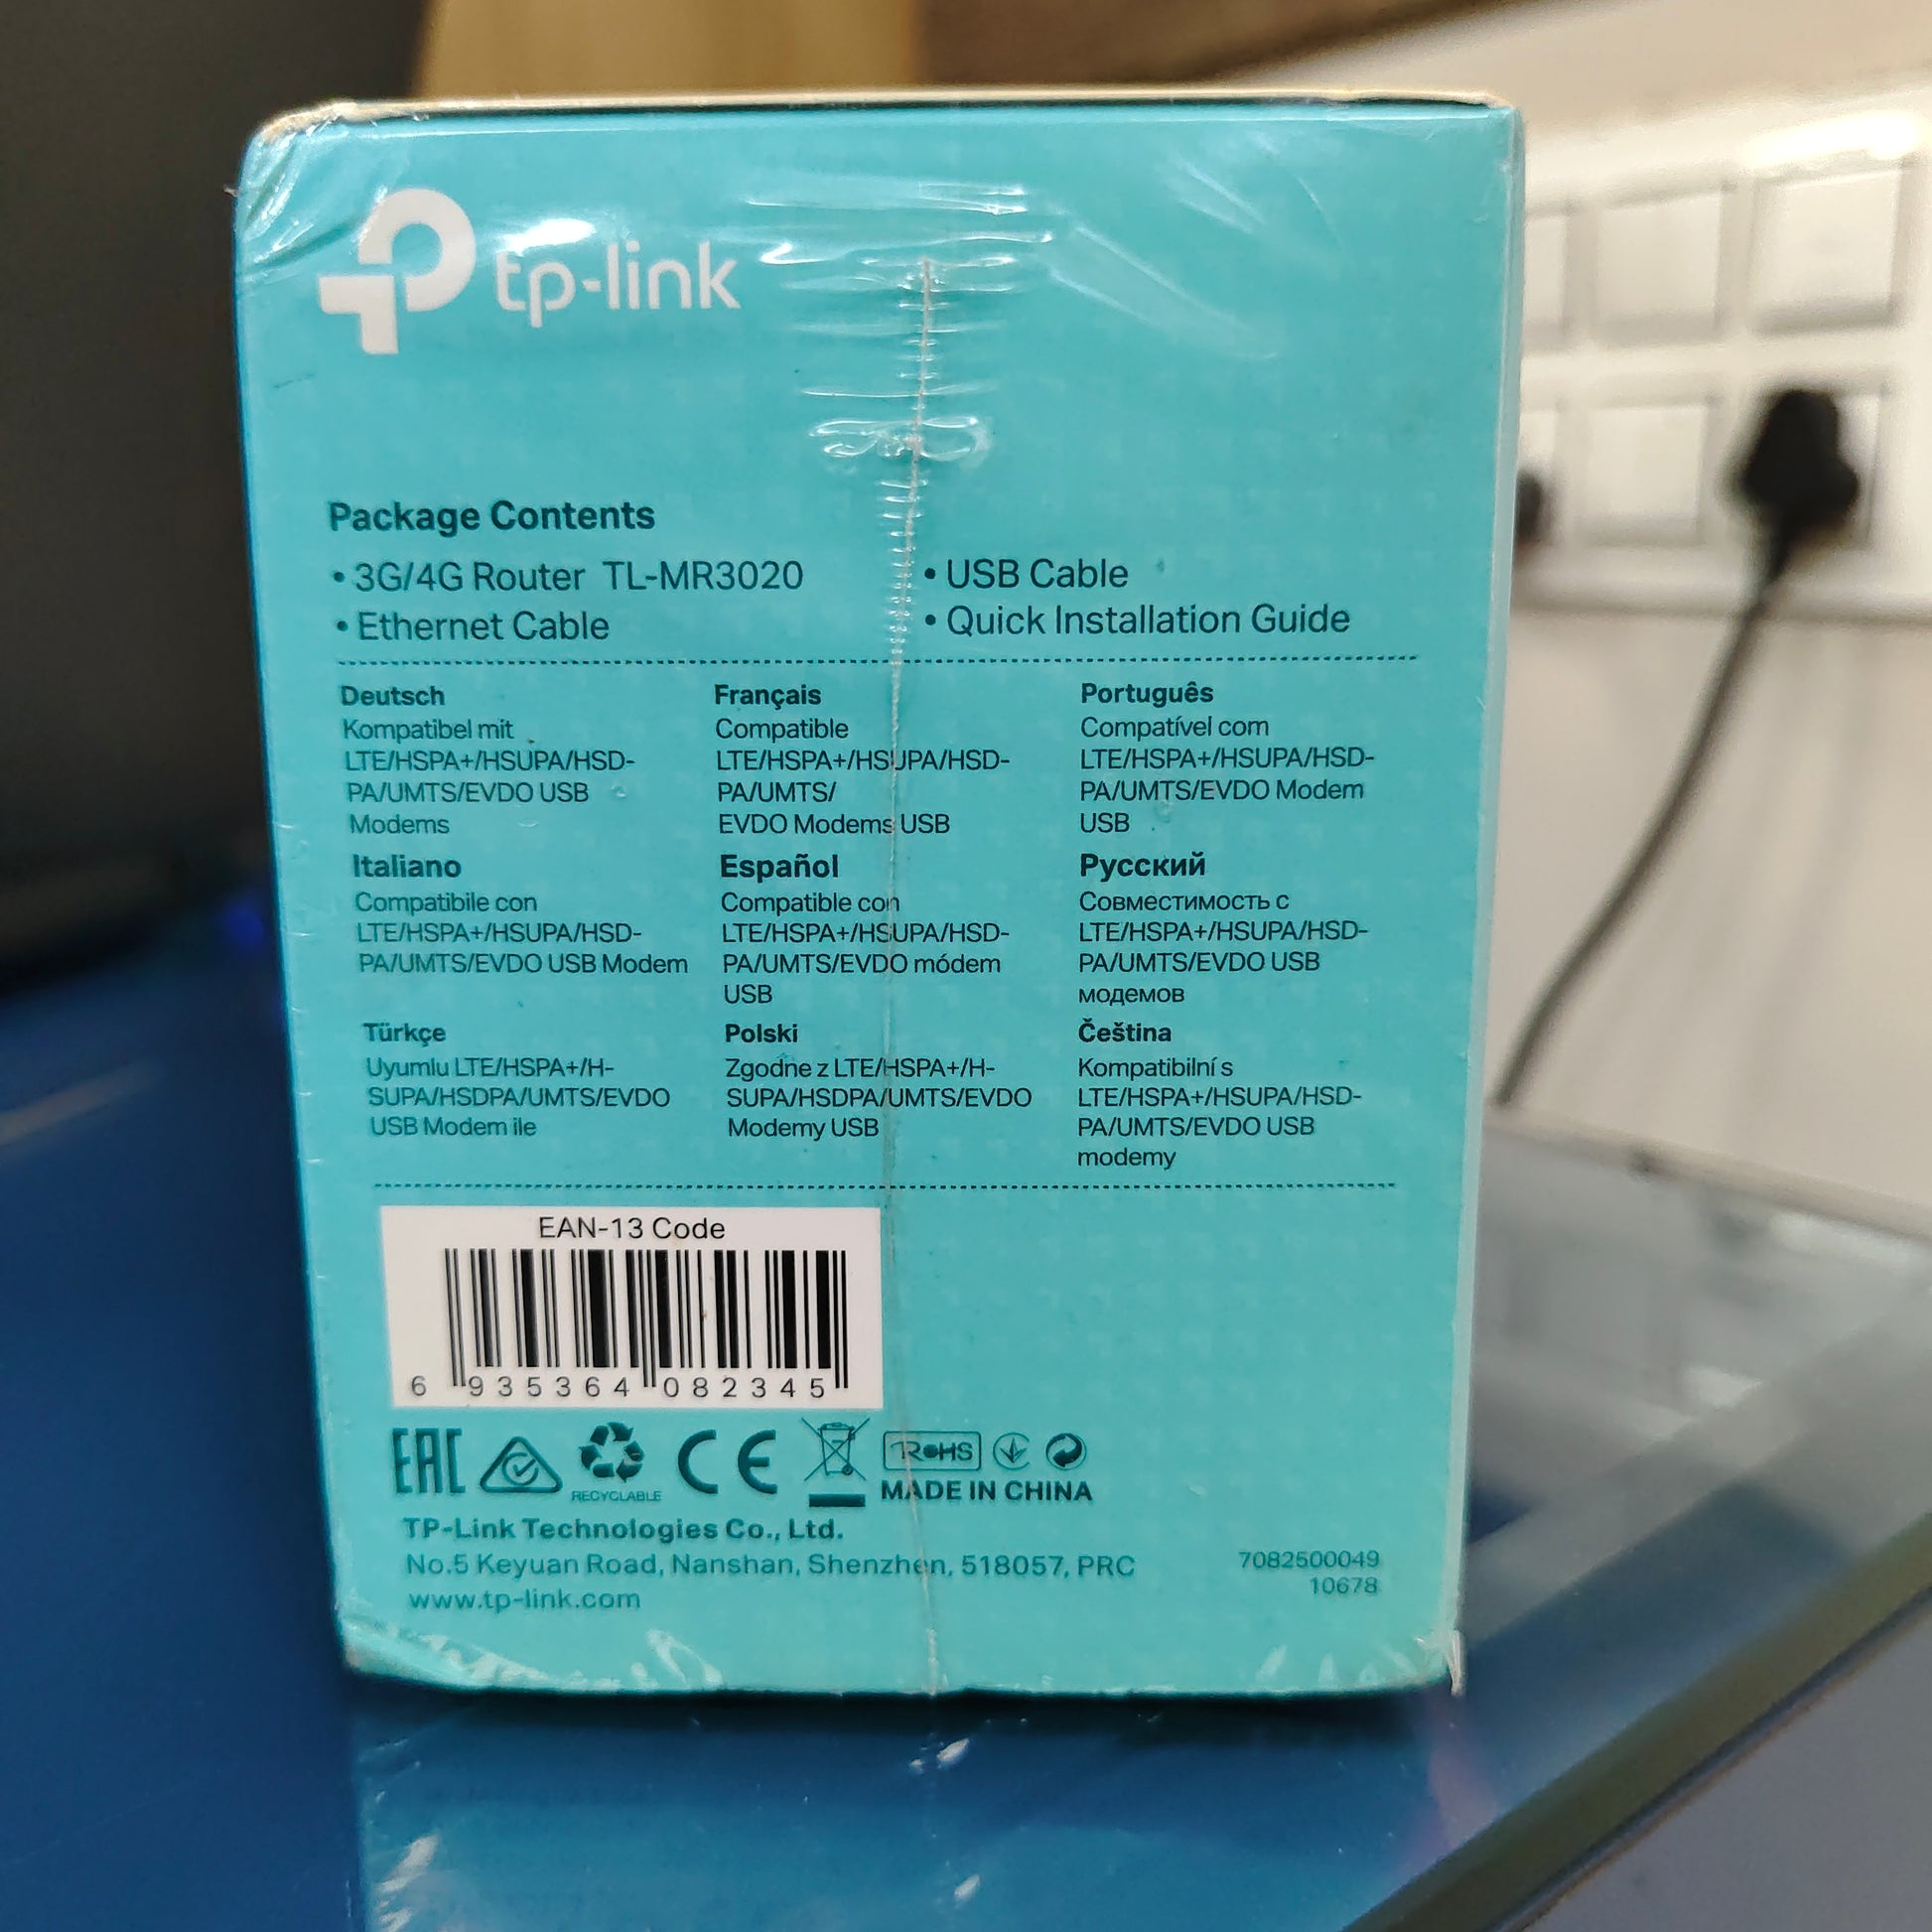 tp-link
Package Contents
• 3G/4G Router TL-MR3020
• Ethernet Cable
• USB Cable
• Quick Installation Guide
Deutsch
Kompatibel mit
LTE/HSPA+/HSUPA/HSD-
PA/UMTS/EVDO USB
Modems
Français
Compatible
LTE/HSPA+/HSUPA/HSD-
PA/UMTS/
EVDO Modems USB
Português
Compatível com
LTE/HSPA+/HSUPA/HSD-
PA/UMTS/EVDO Modem
USB
Italiano
Compatibile con
LTE/HSPA+/HSUPA/HSD-
PA/UMTS/EVDO USB Modem
Español
Compatible con
LTE/HSPA+/HSUPA/HSD-
PA/UMTS/EVDO módem
USB
Русский
Совместимость с
LTE/HSPA+/HSUPA/HSD-
PA/UMTS/EVDO USB
модемов
Türkçe
Uyumlu LTE/HSPA+/H-
SUPA/HSDPA/UMTS/EVDO
USB Modem ile
Polski
Zgodne z LTE/HSPA+/H-
SUPA/HSDPA/UMTS/EVDO
Modemy USB
Čeština
Kompatibilní s
LTE/HSPA+/HSUPA/HSD-
PA/UMTS/EVDO USB
modemy
EAN-13 Code
6 935364 082345
EAC
RECYCLABLE
CE
RoHS
MADE IN CHINA
TP-Link Technologies Co., Ltd.
No.5 Keyuan Road, Nanshan, Shenzhen, 518057, PRC
www.tp-link.com
7082500049
10678